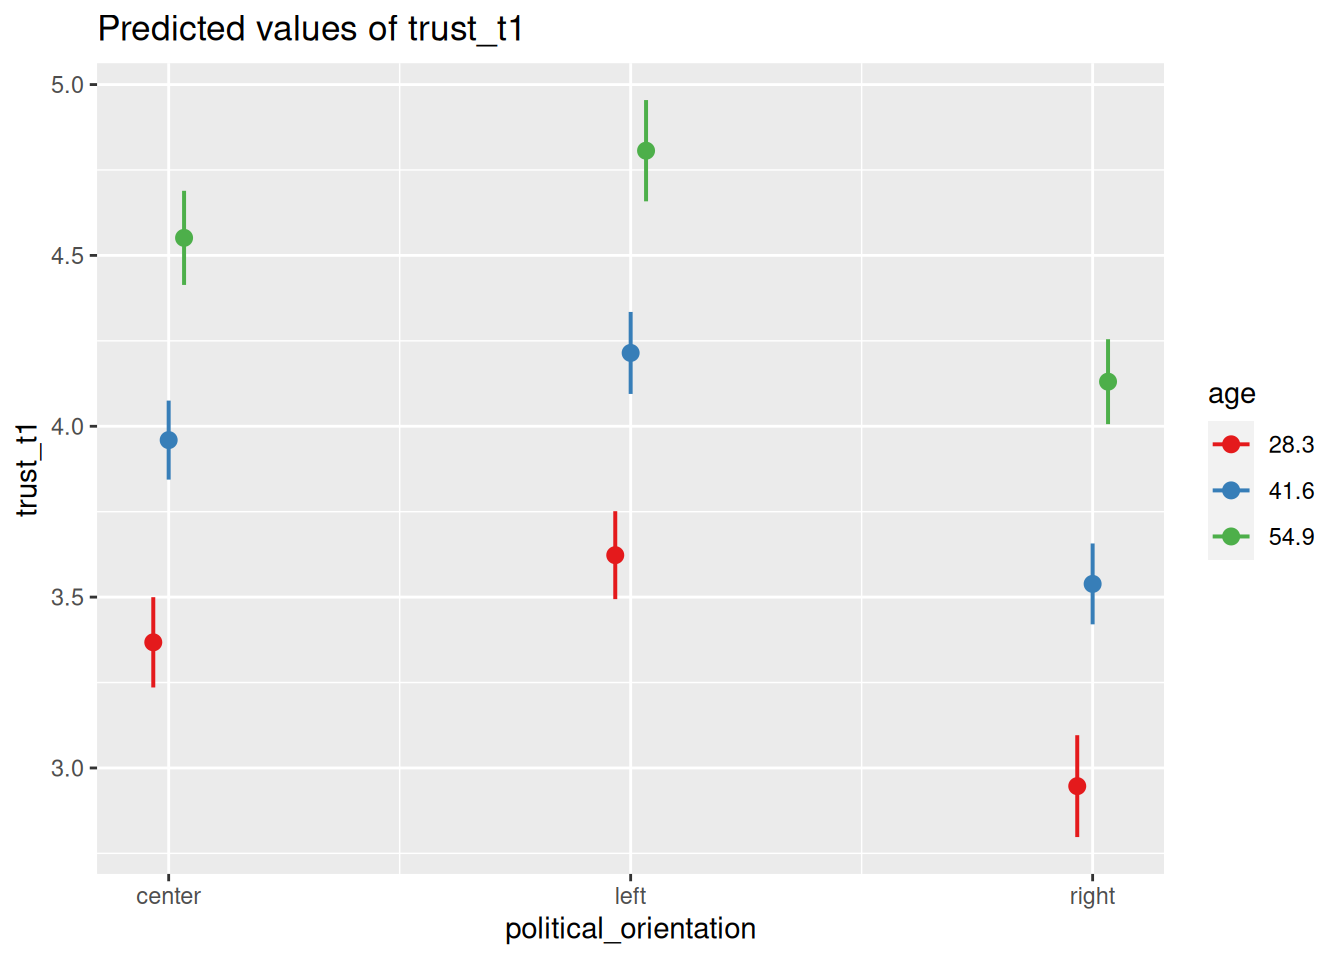 Predicted values of trust_t1
5.0
4.5
4.0
3.5
3.0
trust_t1
center left right
political_orientation
age
28.3
41.6
54.9